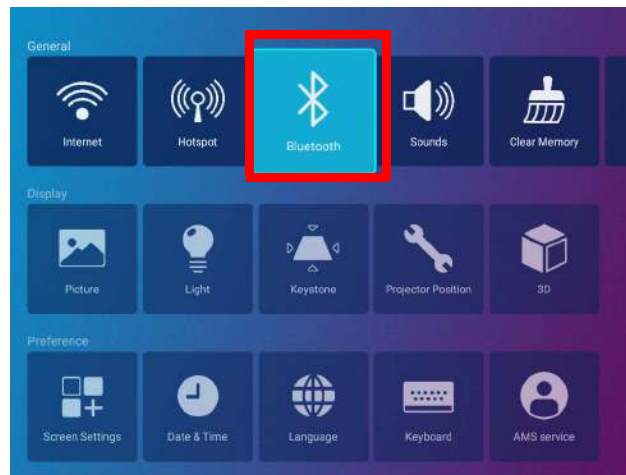 General
Internet
Hotspot
Bluetooth
Sounds
Clear Memory
Display
Picture
Light
Keystone
Projector Position
3D
Preference
Screen Settings
Date & Time
Language
Keyboard
AMS service